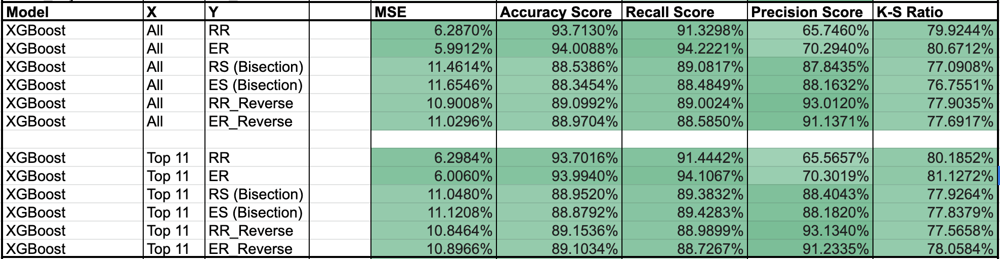 Model X Y MSE Accuracy Score Recall Score Precision Score K-S Ratio
XGBoost All RR 6.2870% 93.7130% 91.3298% 65.7460% 79.9244%
XGBoost All ER 5.9912% 94.0088% 94.2221% 70.2940% 80.6712%
XGBoost All RS (Bisection) 11.4614% 88.5386% 89.0817% 87.8435% 77.0908%
XGBoost All ES (Bisection) 11.6546% 88.3454% 88.4849% 88.1632% 76.7551%
XGBoost All RR_Reverse 10.9008% 89.0992% 89.0024% 93.0120% 77.9035%
XGBoost All ER_Reverse 11.0296% 88.9704% 88.5850% 91.1371% 77.6917%
XGBoost Top 11 RR 6.2984% 93.7016% 91.4442% 65.5657% 80.1852%
XGBoost Top 11 ER 6.0060% 93.9940% 94.1067% 70.3019% 81.1272%
XGBoost Top 11 RS (Bisection) 11.0480% 88.9520% 89.3832% 88.4043% 77.9264%
XGBoost Top 11 ES (Bisection) 11.1208% 88.8792% 89.4283% 88.1820% 77.8379%
XGBoost Top 11 RR_Reverse 10.8464% 89.1536% 88.9899% 93.1340% 77.5658%
XGBoost Top 11 ER_Reverse 10.8966% 89.1034% 88.7267% 91.2335% 78.0584%